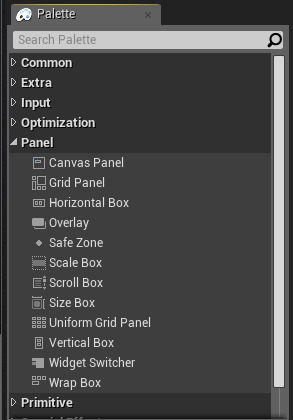 Palette
Search Palette
Common
Extra
Input
Optimization
Panel
Canvas Panel
Grid Panel
Horizontal Box
Overlay
Safe Zone
Scale Box
Scroll Box
Size Box
Uniform Grid Panel
Vertical Box
Widget Switcher
Wrap Box
Primitive